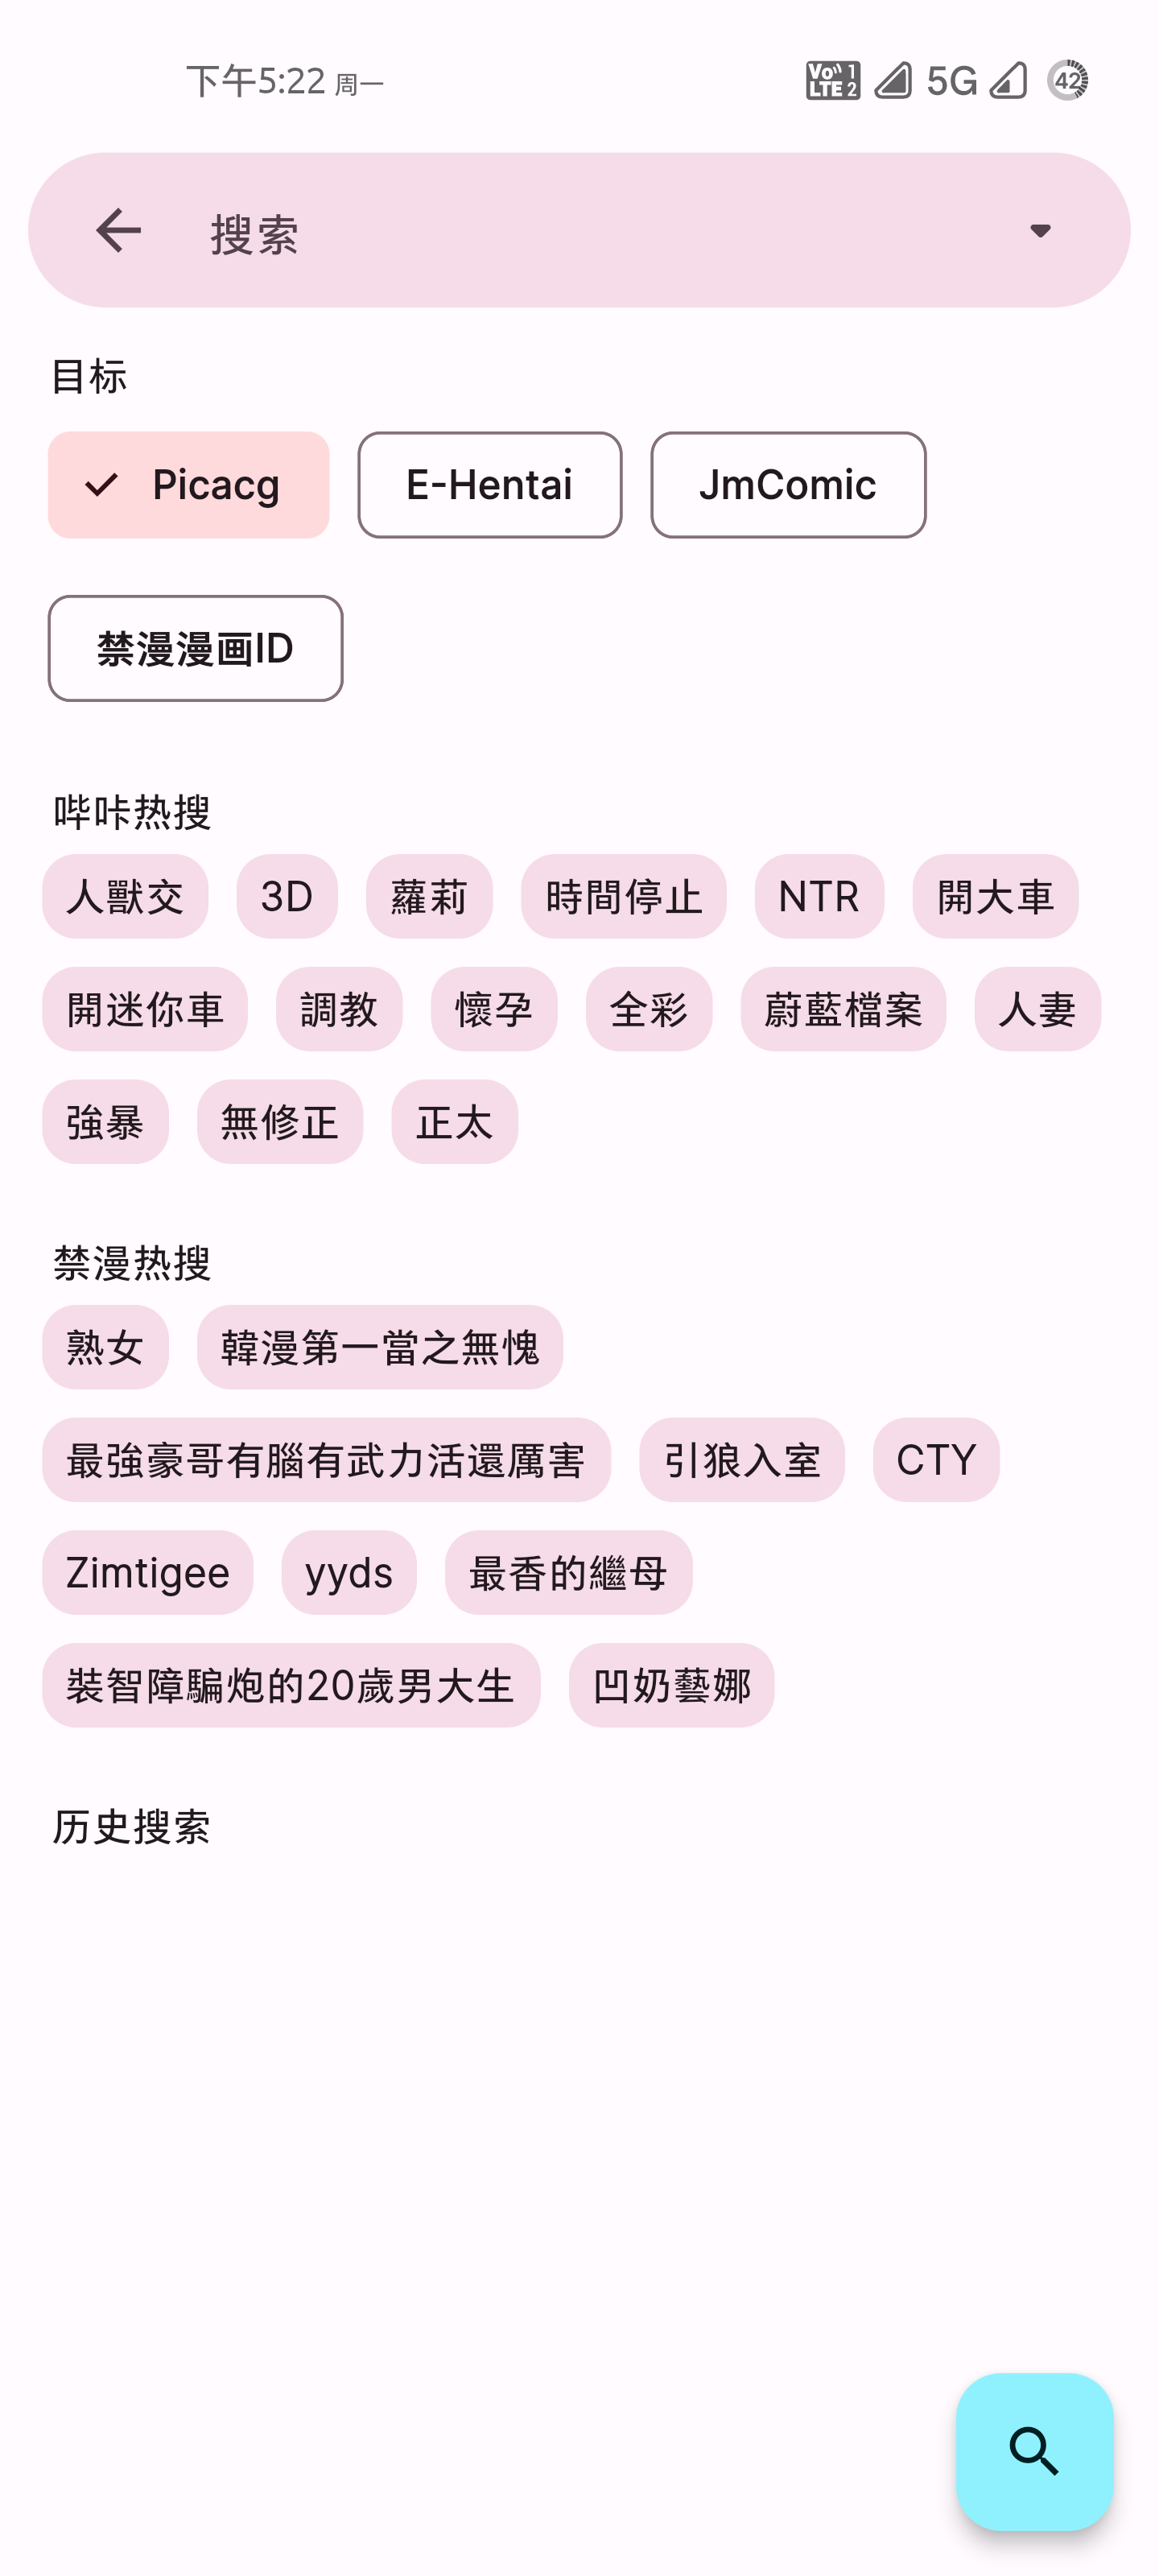 下午5:22 周一 VoLTE 1 2 5G 42
搜索
目标
Picacg E-Hentai JmComic
禁漫漫画ID
哔咔热搜
人獸交 3D 蘿莉 時間停止 NTR 開大車
開迷你車 調教 懷孕 全彩 蔚藍檔案 人妻
強暴 無修正 正太
禁漫热搜
熟女 韓漫第一當之無愧
最強豪哥有腦有武力活還厲害 引狼入室 CTY
Zimtigee yyds 最香的繼母
裝智障騙炮的20歲男大生 凹奶藝娜
历史搜索